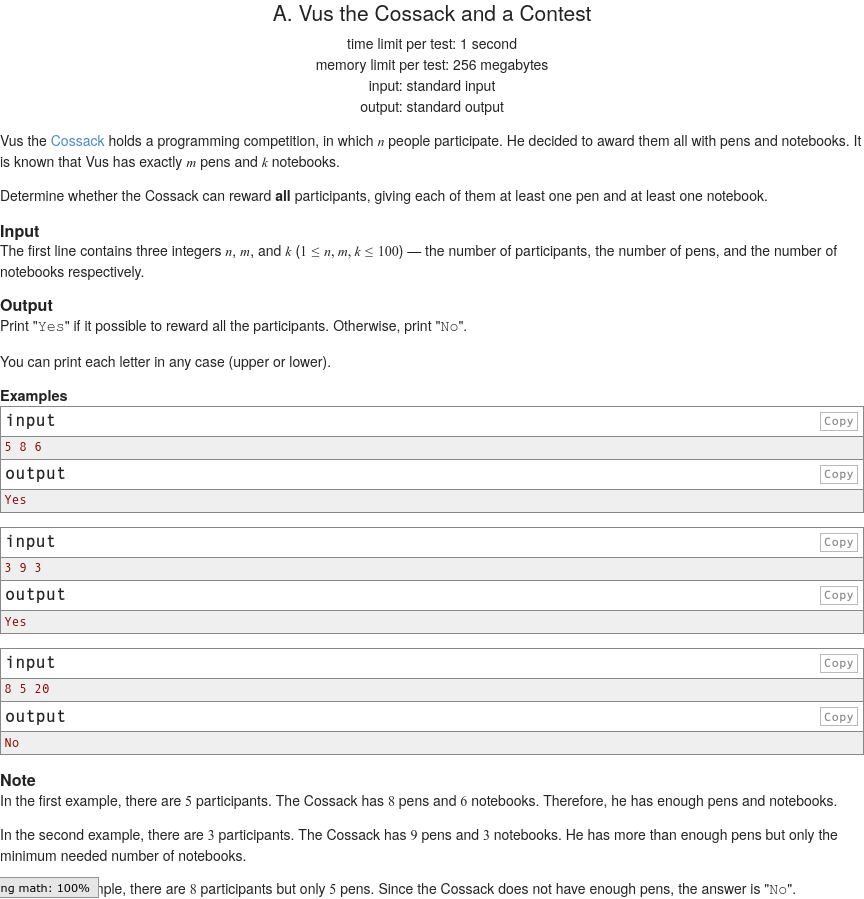 A. Vus the Cossack and a Contest
time limit per test: 1 second
memory limit per test: 256 megabytes
input: standard input
output: standard output
Vus the Cossack holds a programming competition, in which n people participate. He decided to award them all with pens and notebooks. It
is known that Vus has exactly m pens and k notebooks.
Determine whether the Cossack can reward all participants, giving each of them at least one pen and at least one notebook.
Input
The first line contains three integers n, m, and k (1 ≤ n, m, k ≤ 100) — the number of participants, the number of pens, and the number of
notebooks respectively.
Output
Print "Yes" if it possible to reward all the participants. Otherwise, print "No".
You can print each letter in any case (upper or lower).
Examples
input Copy
5 8 6
output Copy
Yes
input Copy
3 9 3
output Copy
Yes
input Copy
8 5 20
output Copy
No
Note
In the first example, there are 5 participants. The Cossack has 8 pens and 6 notebooks. Therefore, he has enough pens and notebooks.
In the second example, there are 3 participants. The Cossack has 9 pens and 3 notebooks. He has more than enough pens but only the
minimum needed number of notebooks.
ng math: 100% nple, there are 8 participants but only 5 pens. Since the Cossack does not have enough pens, the answer is "No".